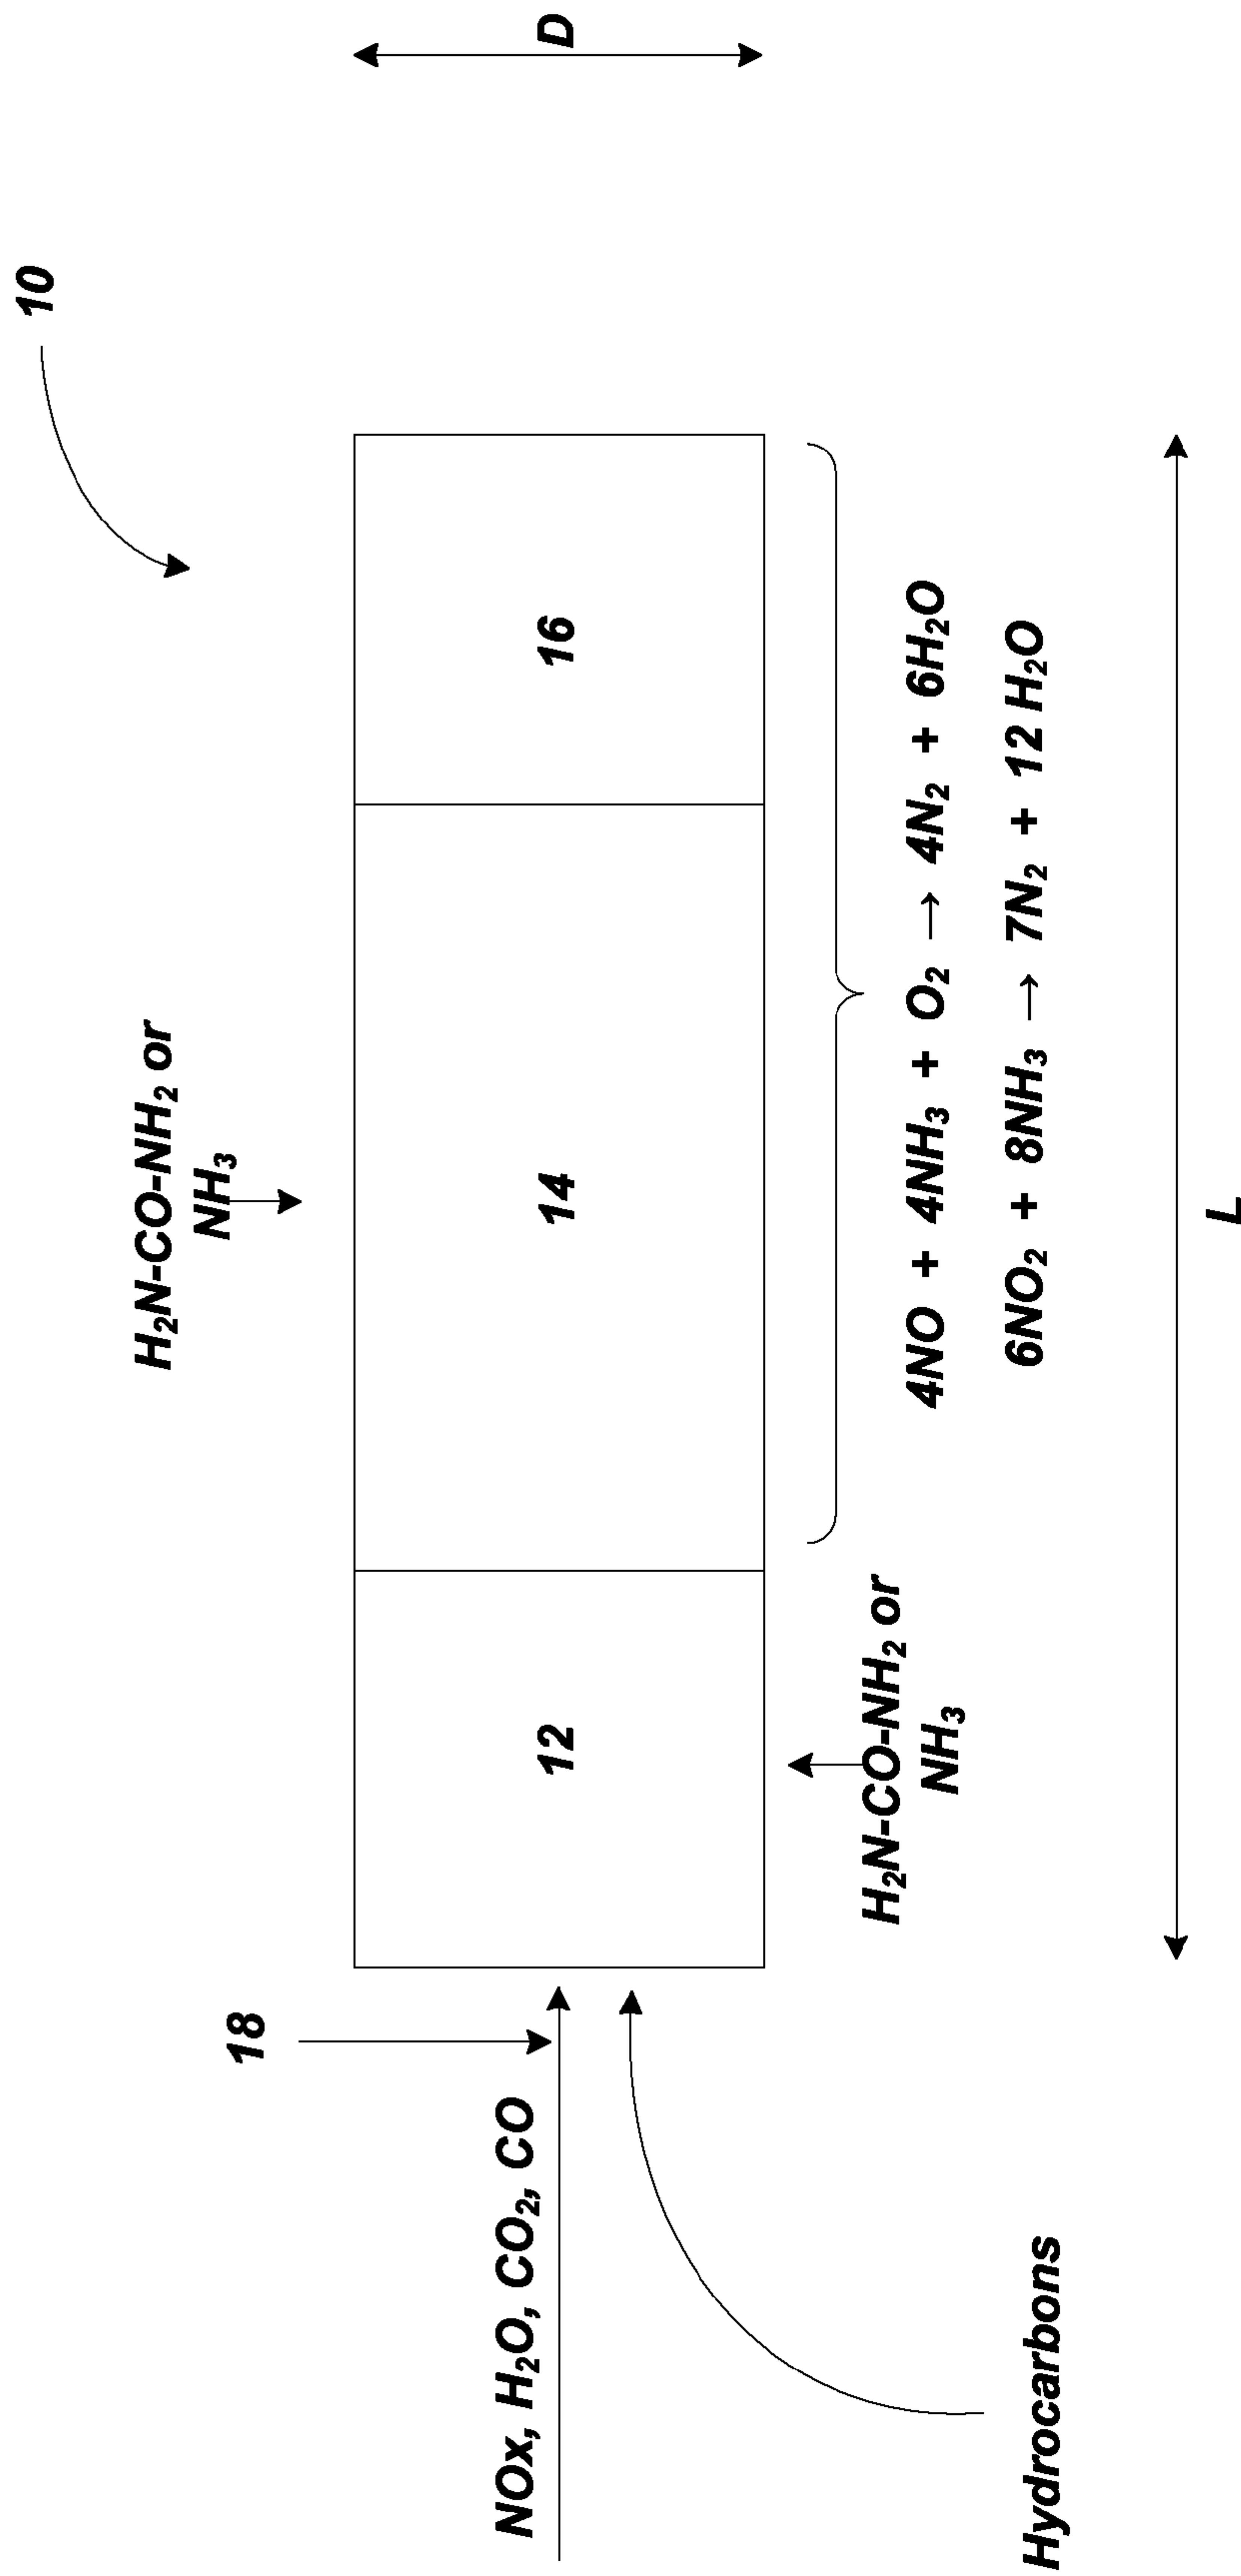 10
H₂N-CO-NH₂ or
NH₃
18
NOx, H₂O, CO₂, CO
12
14
16
D
H₂N-CO-NH₂ or
NH₃
4NO + 4NH₃ + O₂ → 4N₂ + 6H₂O
6NO₂ + 8NH₃ → 7N₂ + 12 H₂O
Hydrocarbons
L